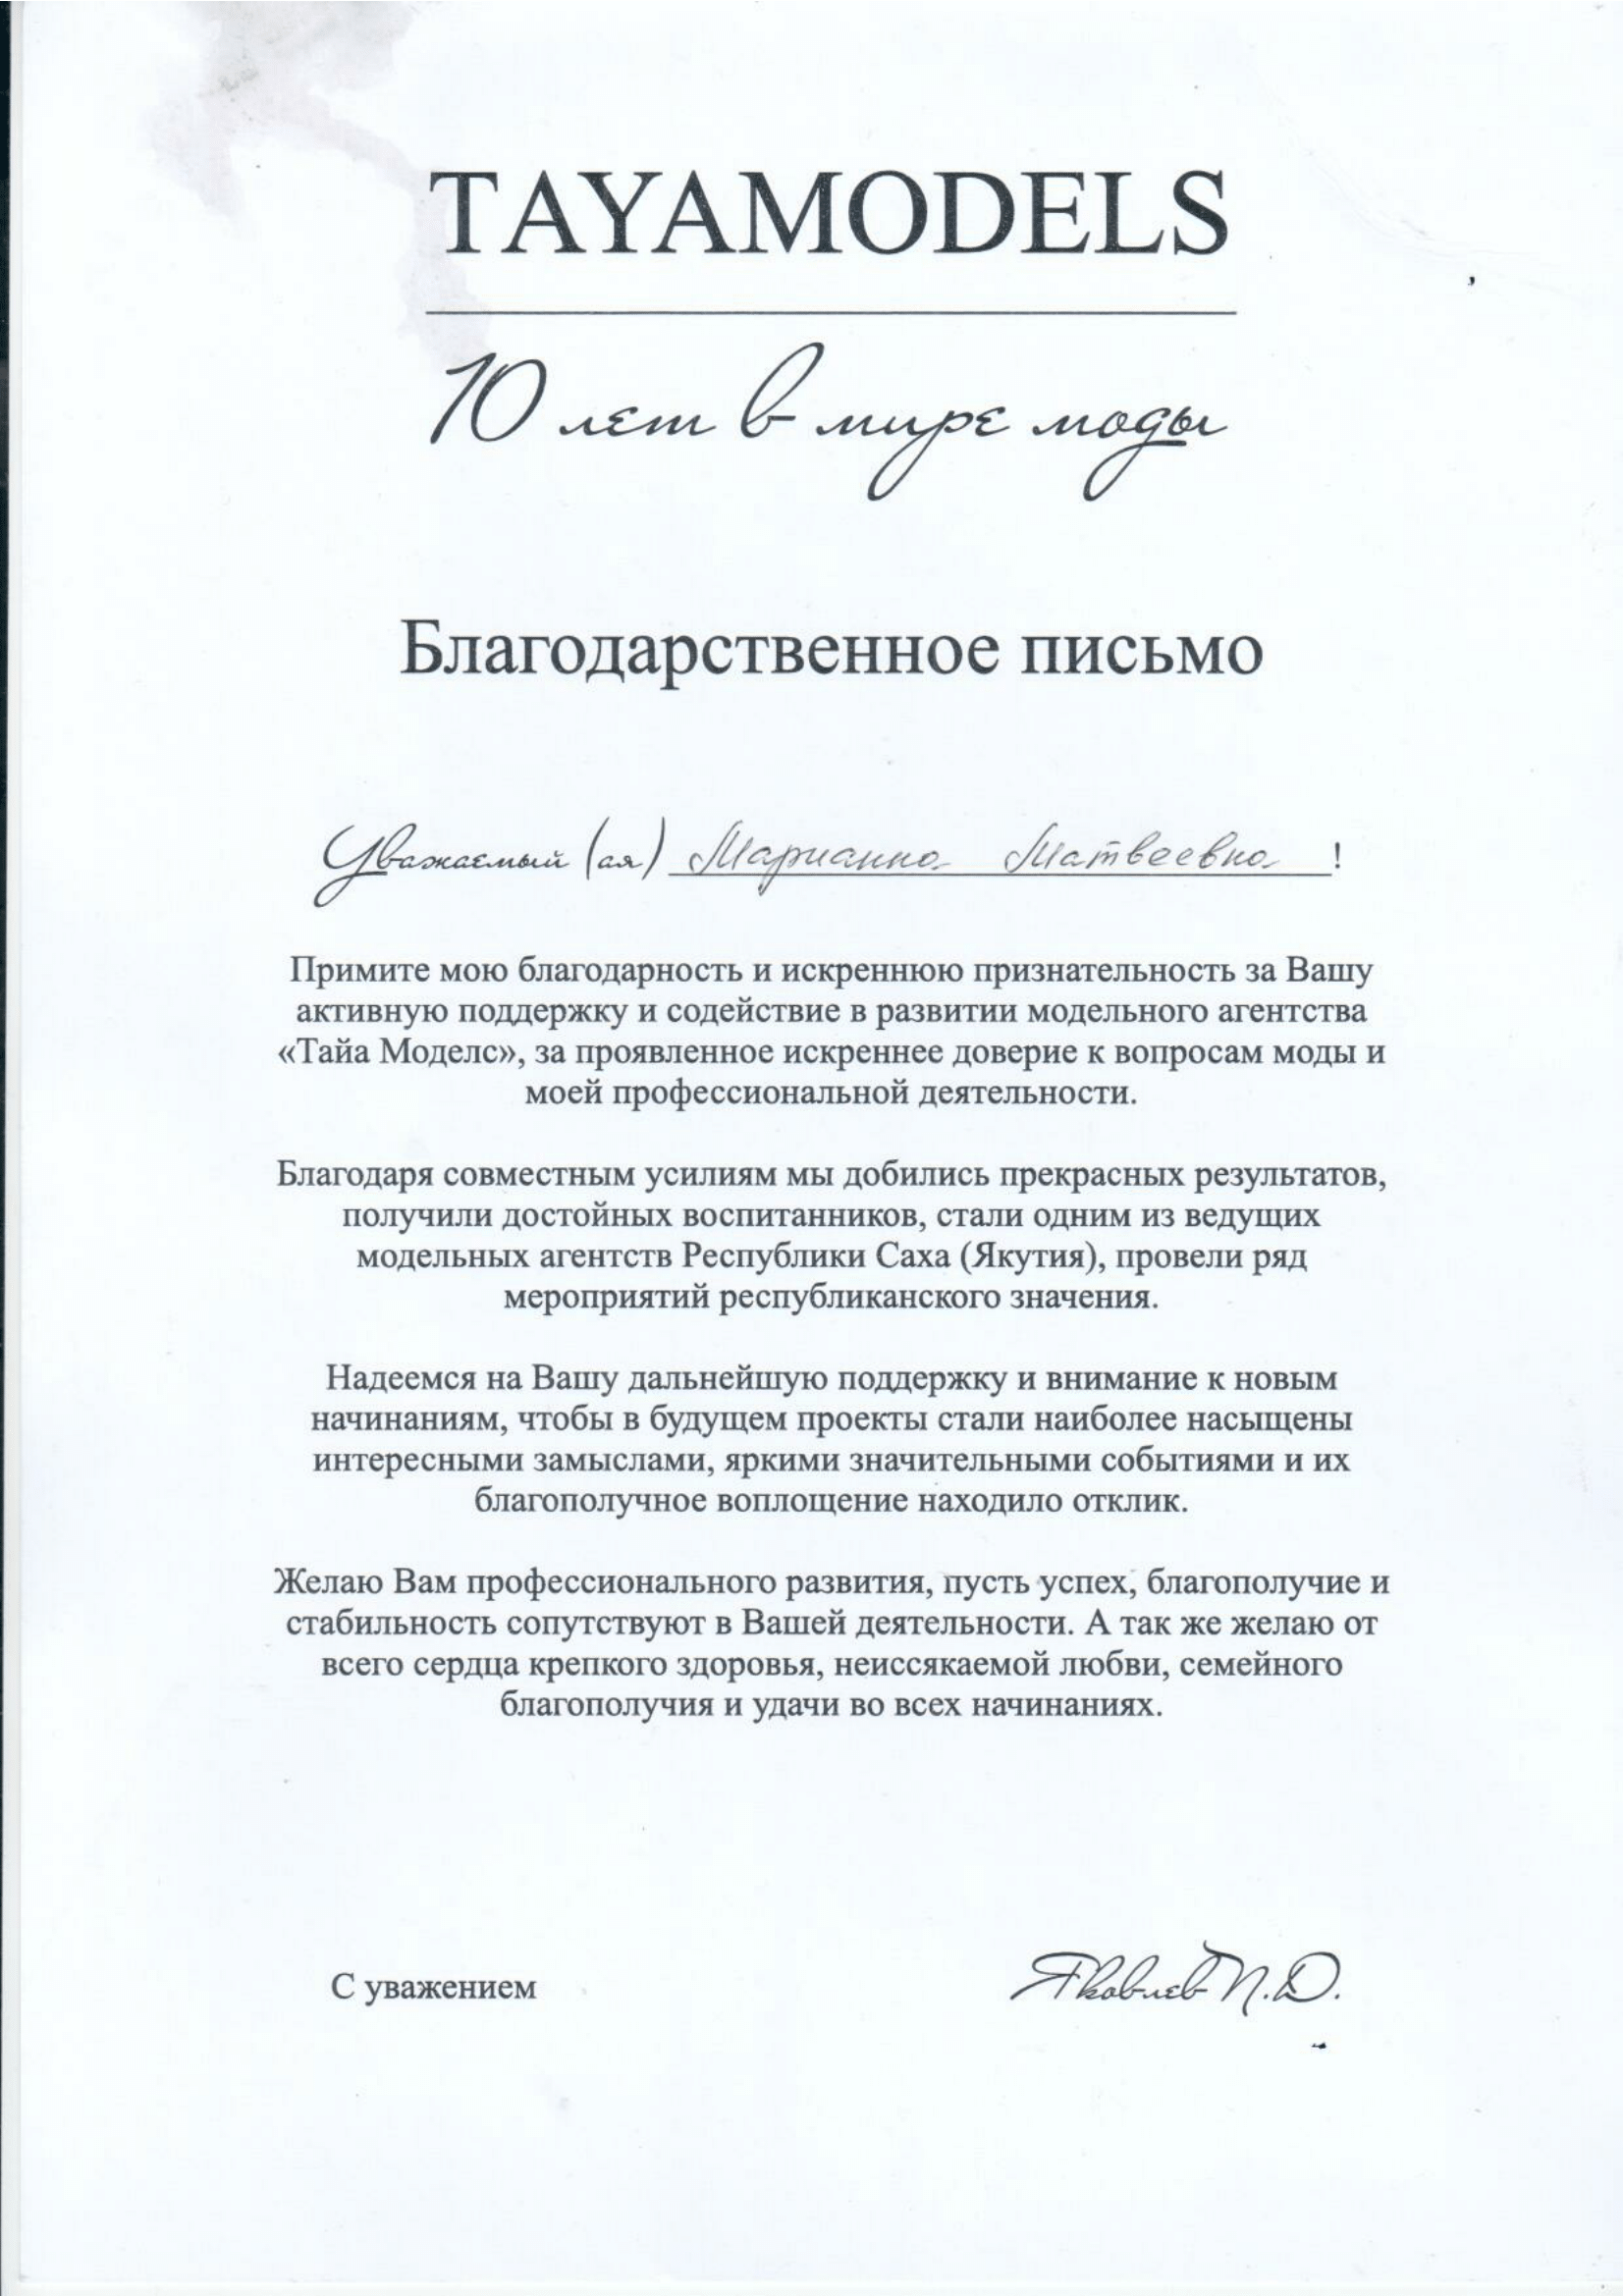 TAYAMODELS
10 лет в мире моды
Благодарственное письмо
Уважаемый (ая) Марианна Матвеевна !
Примите мою благодарность и искреннюю признательность за Вашу
активную поддержку и содействие в развитии модельного агентства
«Тайа Моделс», за проявленное искреннее доверие к вопросам моды и
моей профессиональной деятельности.
Благодаря совместным усилиям мы добились прекрасных результатов,
получили достойных воспитанников, стали одним из ведущих
модельных агентств Республики Саха (Якутия), провели ряд
мероприятий республиканского значения.
Надеемся на Вашу дальнейшую поддержку и внимание к новым
начинаниям, чтобы в будущем проекты стали наиболее насыщены
интересными замыслами, яркими значительными событиями и их
благополучное воплощение находило отклик.
Желаю Вам профессионального развития, пусть успех, благополучие и
стабильность сопутствуют в Вашей деятельности. А так же желаю от
всего сердца крепкого здоровья, неиссякаемой любви, семейного
благополучия и удачи во всех начинаниях.
С уважением Яковлев П.Д.